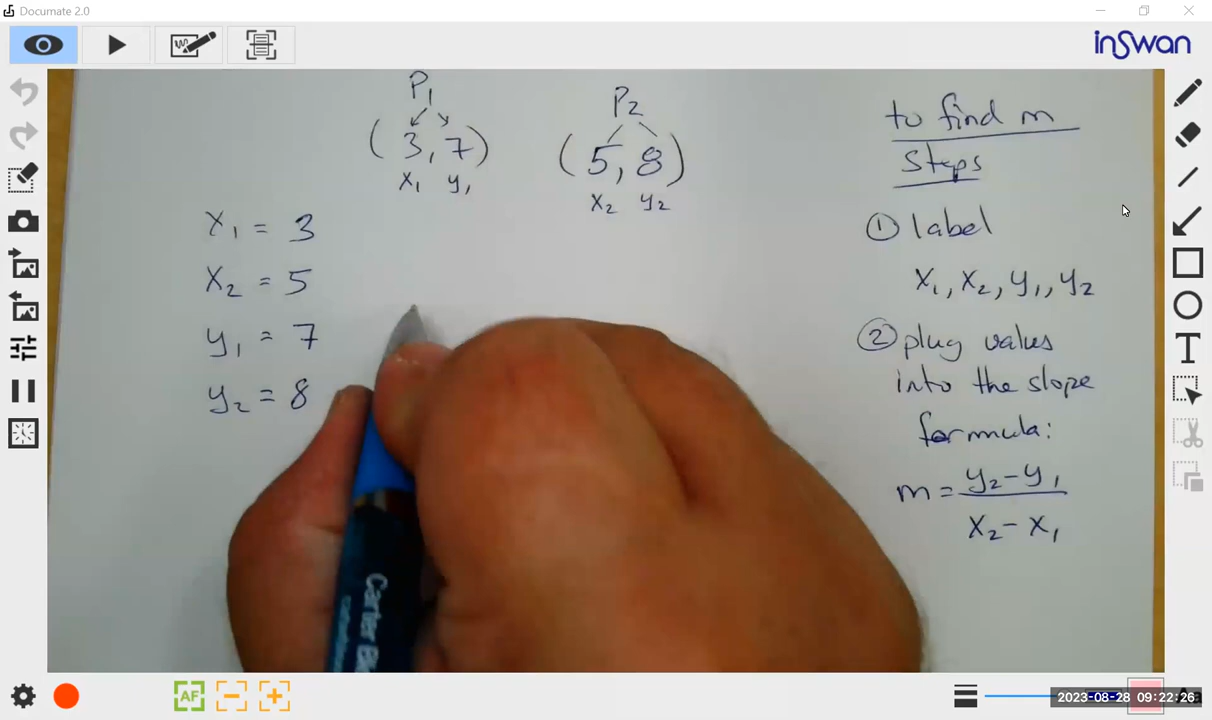 Documate 2.0
inSwan
P1
(3, 7)
x1 y1
P2
(5, 8)
x2 y2
x1 = 3
x2 = 5
y1 = 7
y2 = 8
to find m
Steps
① label
x1, x2, y1, y2
② plug values
into the slope
formula:
m = y2 - y1
x2 - x1
T
AF
2023-08-28 09:22:26